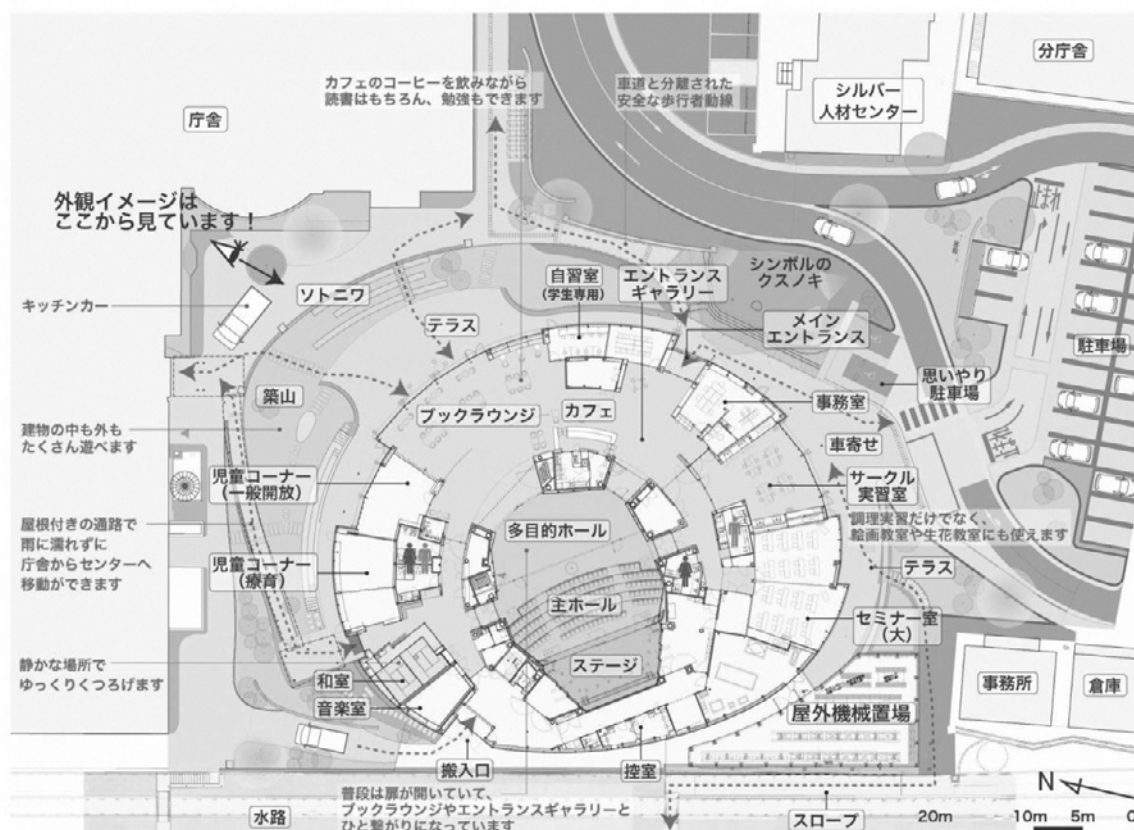 カフェのコーヒーを飲みながら
読書はもちろん、勉強もできます
車道と分離された
安全な歩行者動線
分庁舎
シルバー
人材センター
庁舎
外観イメージは
ここから見ています！
止まれ
キッチンカー
ソトニワ
テラス
自習室
(学生専用)
エントランス
ギャラリー
シンボルの
クスノキ
メイン
エントランス
駐車場
思いやり
駐車場
築山
ブックラウンジ
カフェ
事務室
車寄せ
建物の中も外も
たくさん遊べます
児童コーナー
(一般開放)
サークル
実習室
多目的ホール
調理実習だけでなく、
絵画教室や生花教室にも使えます
屋根付きの通路で
雨に濡れずに
庁舎からセンターへ
移動ができます
児童コーナー
(療育)
テラス
主ホール
セミナー室
(大)
静かな場所で
ゆっくりくつろげます
ステージ
和室
音楽室
事務所
倉庫
屋外機械置場
搬入口
控室
普段は扉が開いていて、
ブックラウンジやエントランスギャラリーと
ひと繋がりになっています
水路
スロープ
N
20m
10m
5m
0